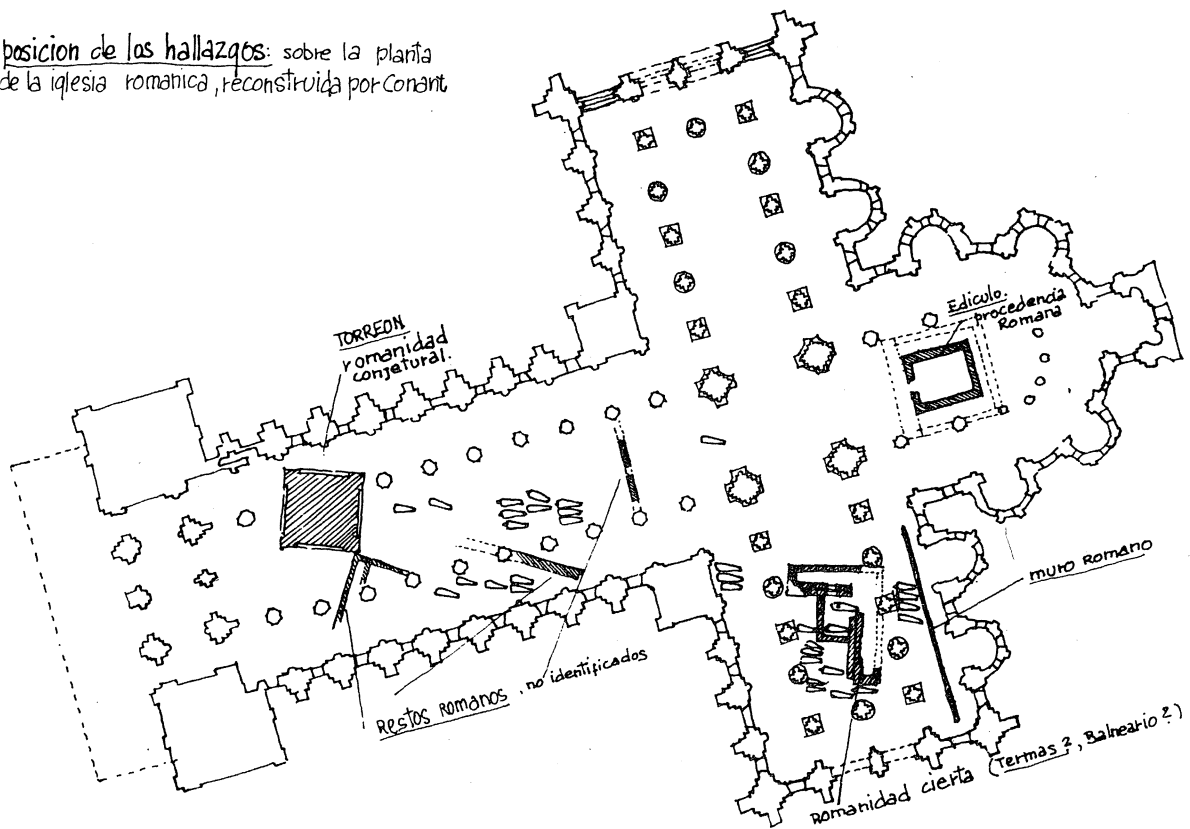 posicion de los hallazgos: sobre la planta
de la iglesia romanica, reconstruida por Conant
TORREON
romanidad
conjetural.
Ediculo.
procedencia
Romana
muro Romano
Restos Romanos, no identificados
Romanidad cierta (Termas?, Balneario?)